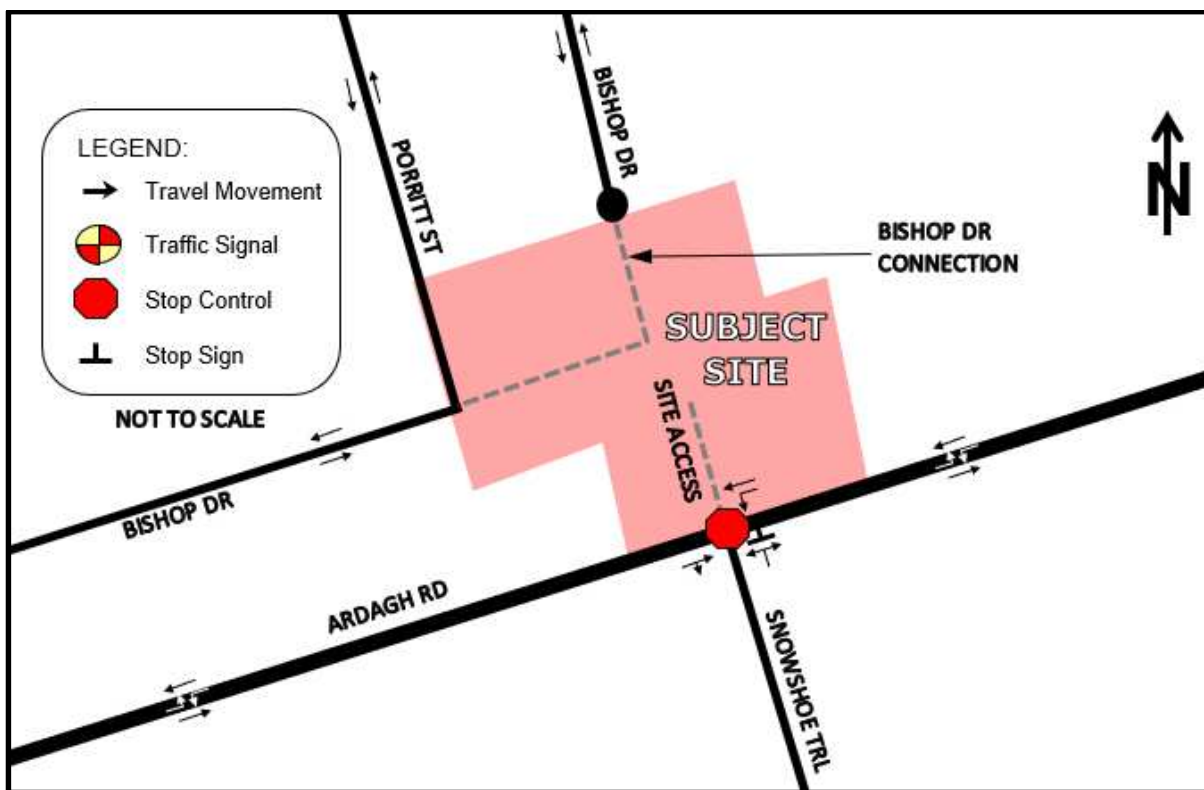 BISHOP DR
PORRITT ST
LEGEND:
Travel Movement
Traffic Signal
Stop Control
Stop Sign
NOT TO SCALE
N
BISHOP DR
CONNECTION
SUBJECT
SITE
SITE ACCESS
BISHOP DR
ARDAGH RD
SNOWSHOE TRL